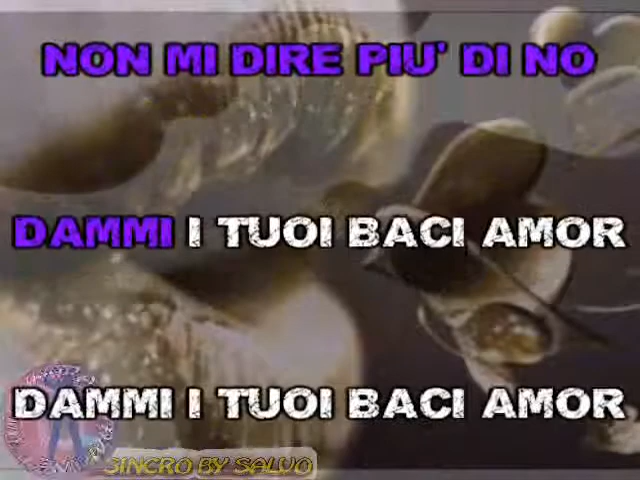 NON MI DIRE PIU' DI NO
DAMMI I TUOI BACI AMOR
DAMMI I TUOI BACI AMOR
SINCRO BY SALVO